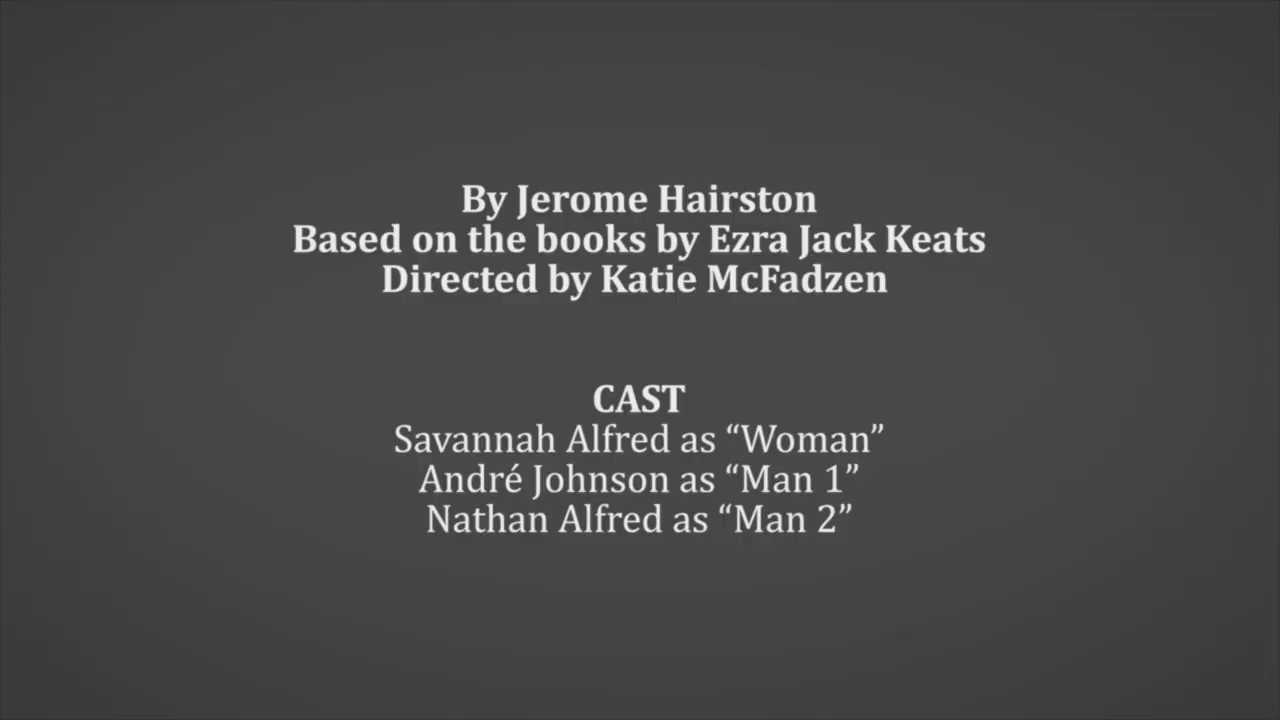 By Jerome Hairston
Based on the books by Ezra Jack Keats
Directed by Katie McFadzen
CAST
Savannah Alfred as “Woman”
André Johnson as “Man 1”
Nathan Alfred as “Man 2”